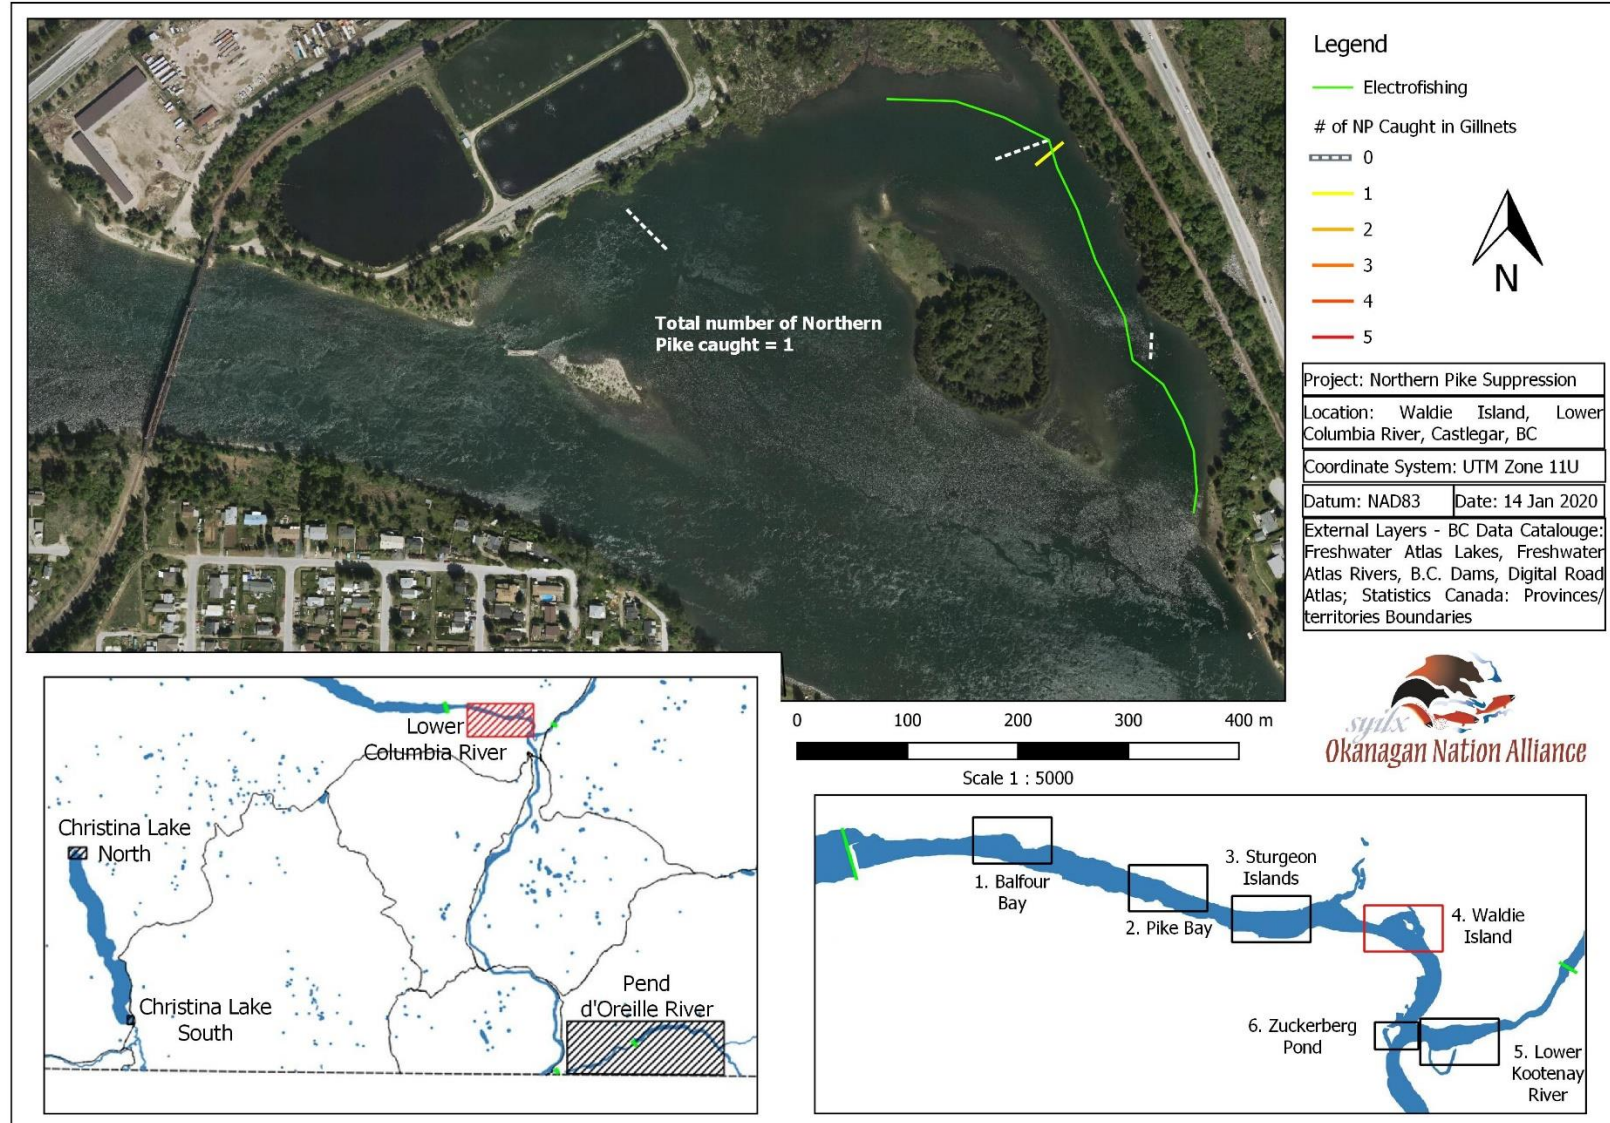 Legend
Electrofishing
# of NP Caught in Gillnets
0
1
2
3
4
5
N
Project: Northern Pike Suppression
Location: Waldie Island, Lower
Columbia River, Castlegar, BC
Coordinate System: UTM Zone 11U
Datum: NAD83
Date: 14 Jan 2020
External Layers - BC Data Catalouge:
Freshwater Atlas Lakes, Freshwater
Atlas Rivers, B.C. Dams, Digital Road
Atlas; Statistics Canada: Provinces/
territories Boundaries
syilx
Okanagan Nation Alliance
Total number of Northern
Pike caught = 1
0 100 200 300 400 m
Scale 1 : 5000
Lower
Columbia River
Christina Lake
North
Christina Lake
South
Pend
d'Oreille River
1. Balfour
Bay
2. Pike Bay
3. Sturgeon
Islands
4. Waldie
Island
5. Lower
Kootenay
River
6. Zuckerberg
Pond